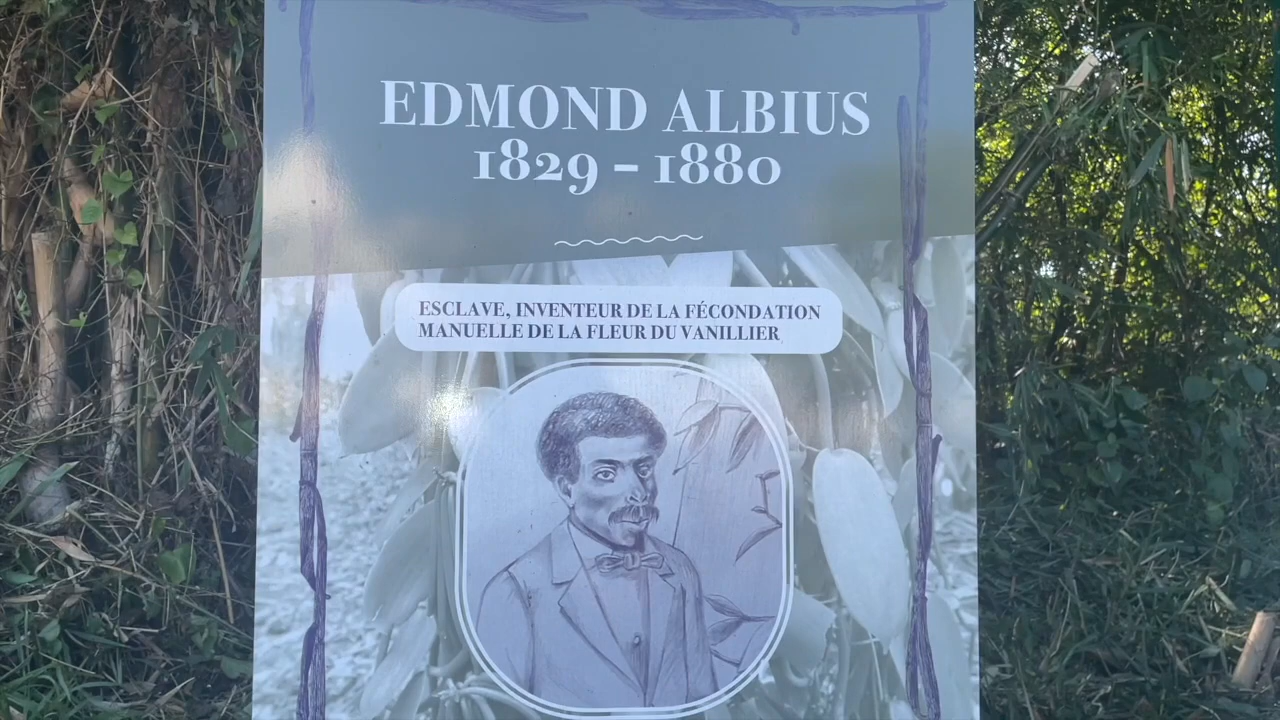 EDMOND ALBIUS
1829 – 1880
ESCLAVE, INVENTEUR DE LA FÉCONDATION
MANUELLE DE LA FLEUR DU VANILLIER